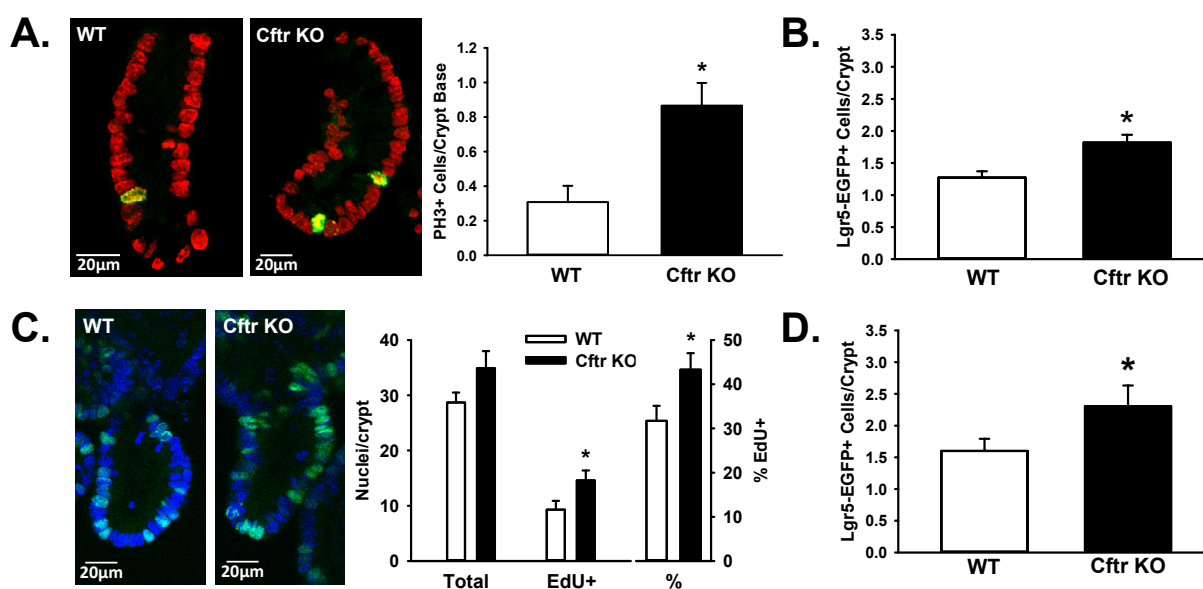 A.
WT
Cftr KO
20µm
20µm
PH3+ Cells/Crypt Base
1.2
1.0
0.8
0.6
0.4
0.2
0.0
*
WT
Cftr KO
B.
Lgr5-EGFP+ Cells/Crypt
3.5
3.0
2.5
2.0
1.5
1.0
0.5
0.0
*
WT
Cftr KO
C.
WT
Cftr KO
20µm
20µm
Nuclei/crypt
40
30
20
10
0
WT
Cftr KO
*
*
50
40
30
20
10
0
% EdU+
Total
EdU+
%
D.
Lgr5-EGFP+ Cells/Crypt
3.5
3.0
2.5
2.0
1.5
1.0
0.5
0.0
*
WT
Cftr KO